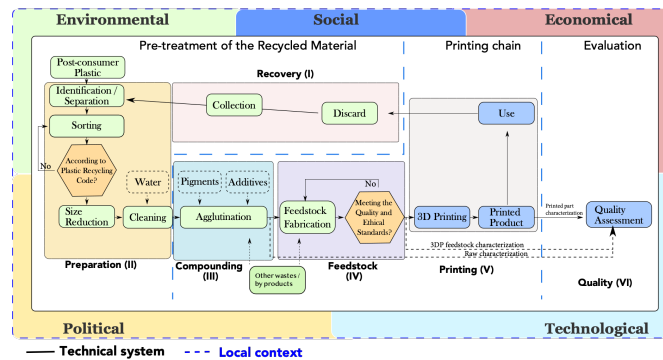 Environmental
Social
Economical
Pre-treatment of the Recycled Material
Printing chain
Evaluation
Post-consumer
Plastic
Recovery (I)
Identification /
Separation
Collection
Discard
Use
Sorting
No
According to
Plastic Recycling
Code?
Water
Pigments
Additives
No
Meeting the
Quality and
Ethical
Standards?
Size
Reduction
Cleaning
Agglutination
Feedstock
Fabrication
3D Printing
Printed
Product
Printed part
characterization
Quality
Assessment
3DP feedstock characterization
Raw characterization
Preparation (II)
Compounding
(III)
Other wastes /
by products
Feedstock
(IV)
Printing (V)
Quality (VI)
Political
Technological
Technical system
Local context